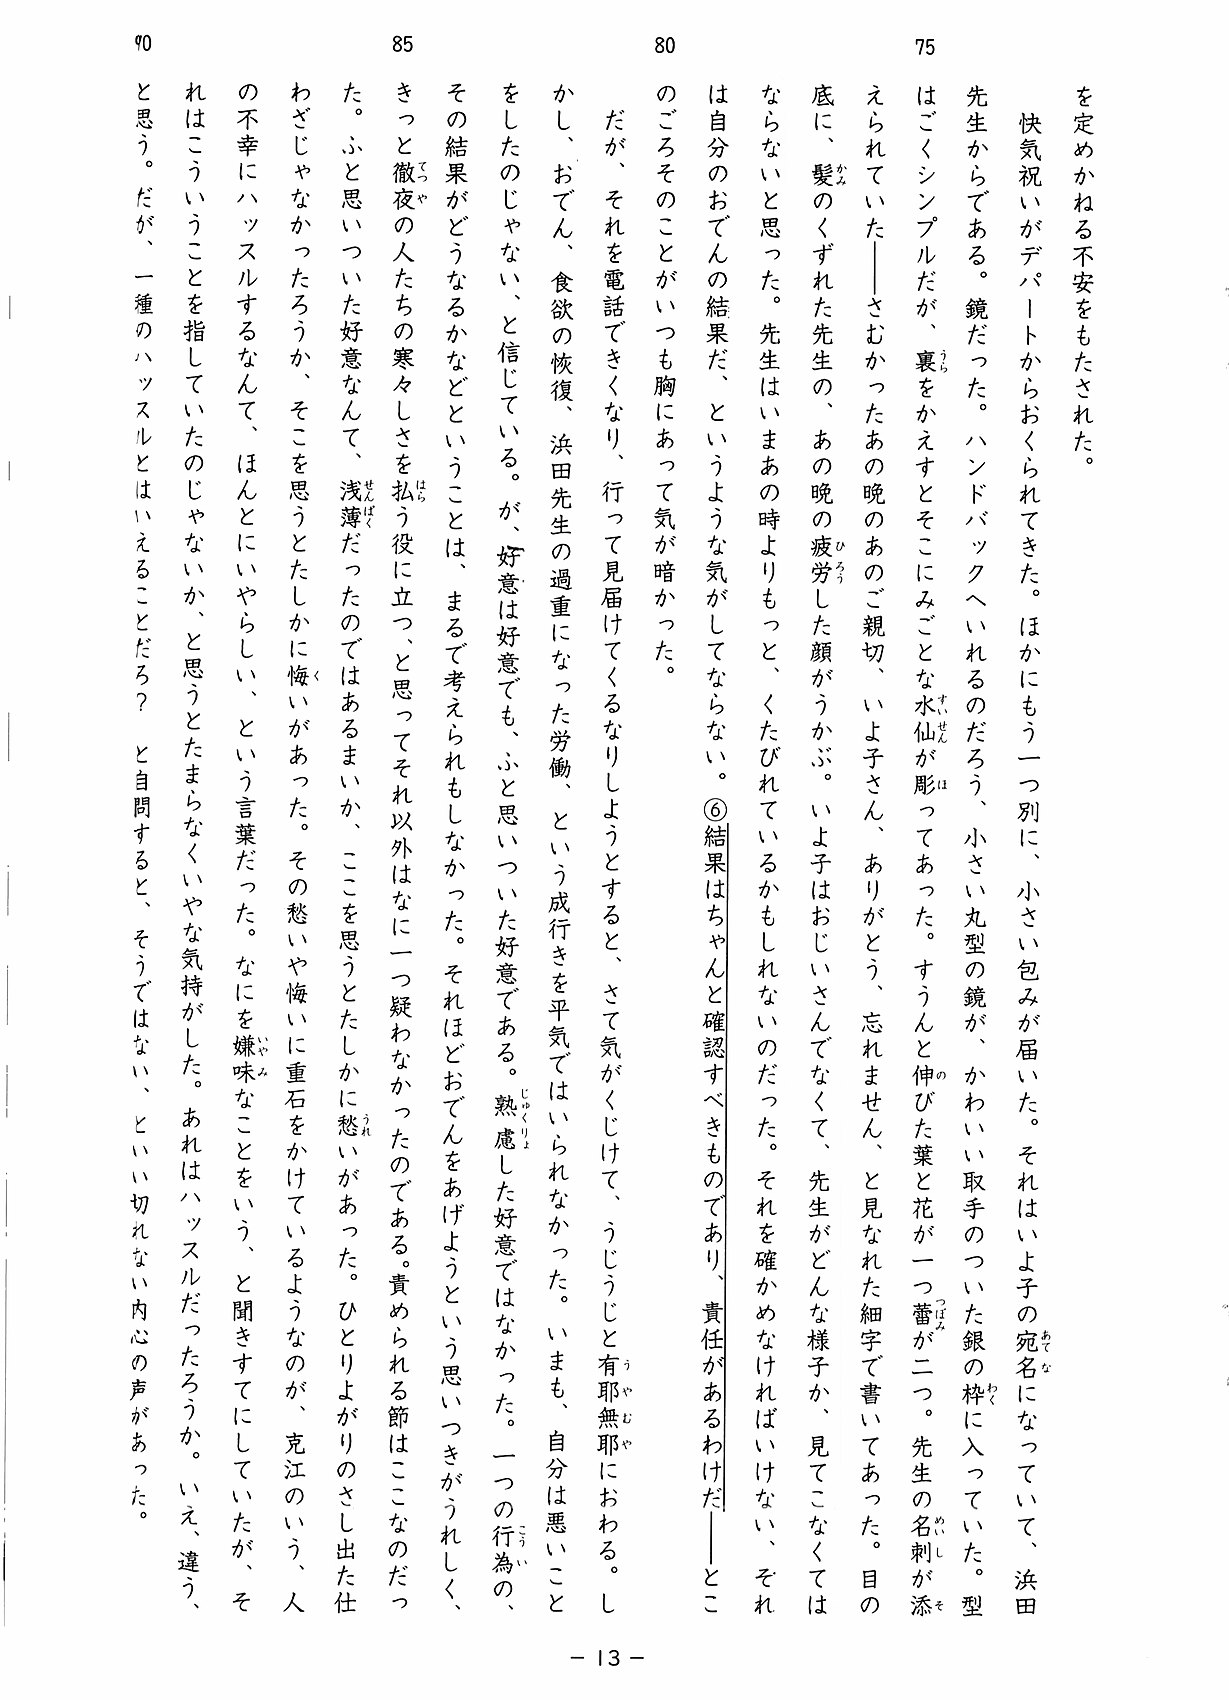 を定めかねる不安をもたされた。
快気祝いがデパートからおくられてきた。ほかにもう一つ別に、小さい包みが届いた。それはいよ子の宛名になっていて、浜田
先生からである。鏡だった。ハンドバックへいれるのだろう、小さい丸型の鏡が、かわいい取手のついた銀の枠に入っていた。型
75
はごくシンプルだが、裏をかえすとそこにみごとな水仙が彫ってあった。すうんと伸びた葉と花が一つ蕾が二つ。先生の名刺が添
えられていた――さむかったあの晩のあのご親切、いよ子さん、ありがとう、忘れません、と見なれた細字で書いてあった。目の
底に、髪のくずれた先生の、あの晩の疲労した顔がうかぶ。いよ子はおじいさんでなくて、先生がどんな様子か、見てこなくては
ならないと思った。先生はいまあの時よりもっと、くたびれているかもしれないのだった。それを確かめなければいけない、それ
は自分のおでんの結果だ、というような気がしてならない。⑥結果はちゃんと確認すべきものであり、責任があるわけだ――とこ
80
のごろそのことがいつも胸にあって気が暗かった。
だが、それを電話できくなり、行って見届けてくるなりしようとすると、さて気がくじけて、うじうじと有耶無耶におわる。し
かし、おでん、食欲の恢復、浜田先生の過重になった労働、という成行きを平気ではいられなかった。いまも、自分は悪いこと
をしたのじゃない、と信じている。が、好意は好意でも、ふと思いついた好意である。熟慮した好意ではなかった。一つの行為の、
その結果がどうなるかなどということは、まるで考えられもしなかった。それほどおでんをあげようという思いつきがうれしく、
85
きっと徹夜の人たちの寒々しさを払う役に立つ、と思ってそれ以外はなに一つ疑わなかったのである。責められる節はここなのだっ
た。ふと思いついた好意なんて、浅薄だったのではあるまいか、ここを思うとたしかに愁いがあった。ひとりよがりのさし出た仕
わざじゃなかったろうか、そこを思うとたしかに悔いがあった。その愁いや悔いに重石をかけているようなのが、克江のいう、人
の不幸にハッスルするなんて、ほんとにいやらしい、という言葉だった。なにを嫌味なことをいう、と聞きすてにしていたが、そ
れはこういうことを指していたのじゃないか、と思うとたまらなくいやな気持がした。あれはハッスルだったろうか。いえ、違う、
90
と思う。だが、一種のハッスルとはいえることだろ？　と自問すると、そうではない、といい切れない内心の声があった。
－13－